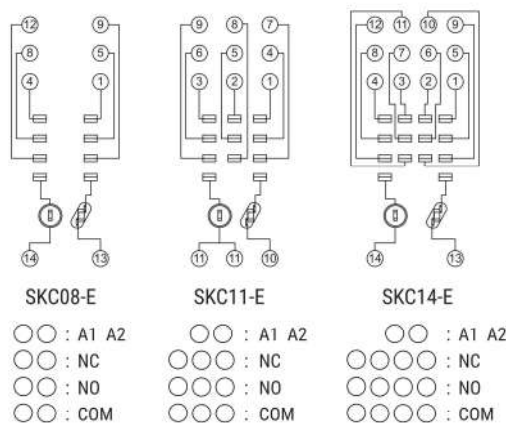 12 9 9 8 7 12 11 10 9
8 5 6 5 4 8 7 6 5
4 1 3 2 1 4 3 2 1
14 13 11 11 10 14 13
SKC08-E SKC11-E SKC14-E
: A1 A2 : A1 A2 : A1 A2
: NC : NC : NC
: NO : NO : NO
: COM : COM : COM